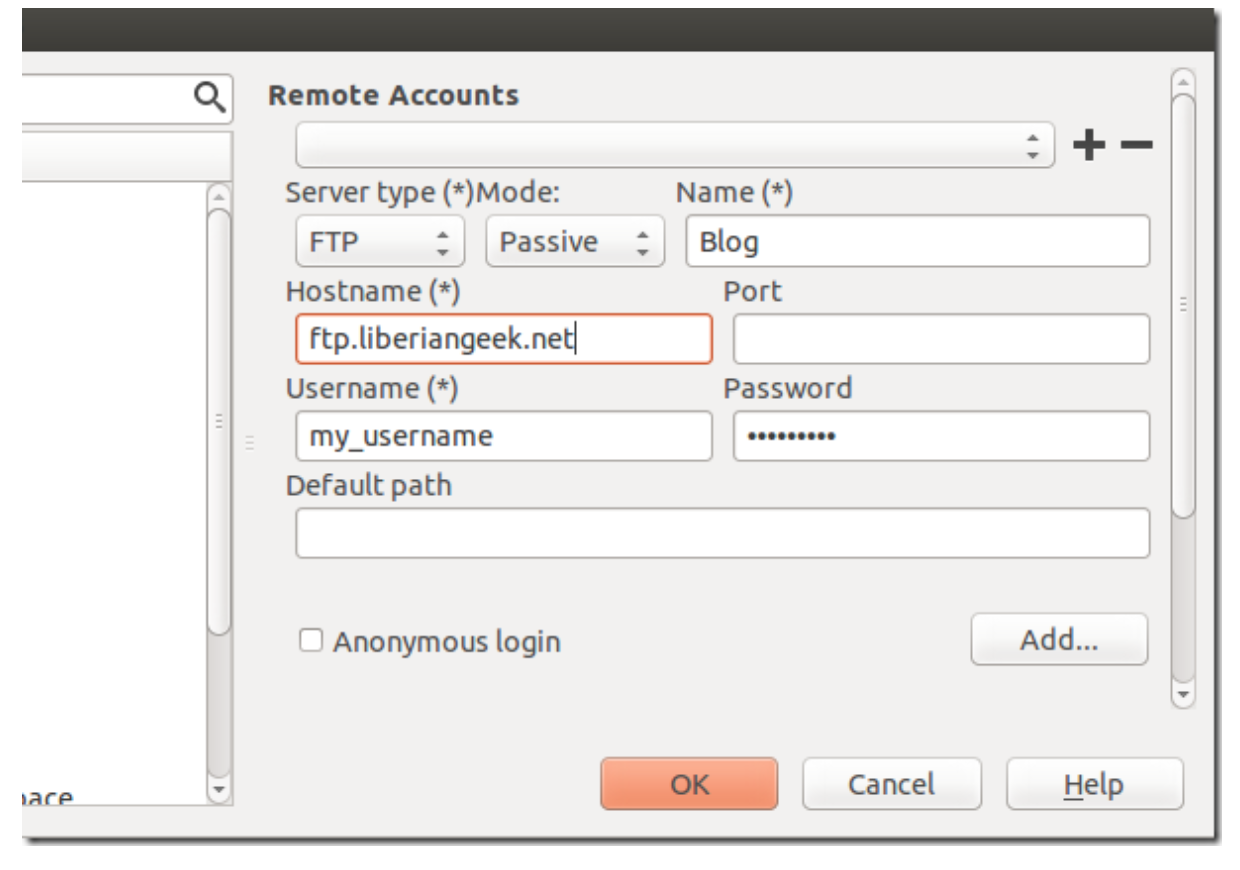 Remote Accounts
Server type (*)Mode: Name (*)
FTP Passive Blog
Hostname (*) Port
ftp.liberiangeek.net
Username (*) Password
my_username •••••••••
Default path
Anonymous login Add...
OK Cancel Help